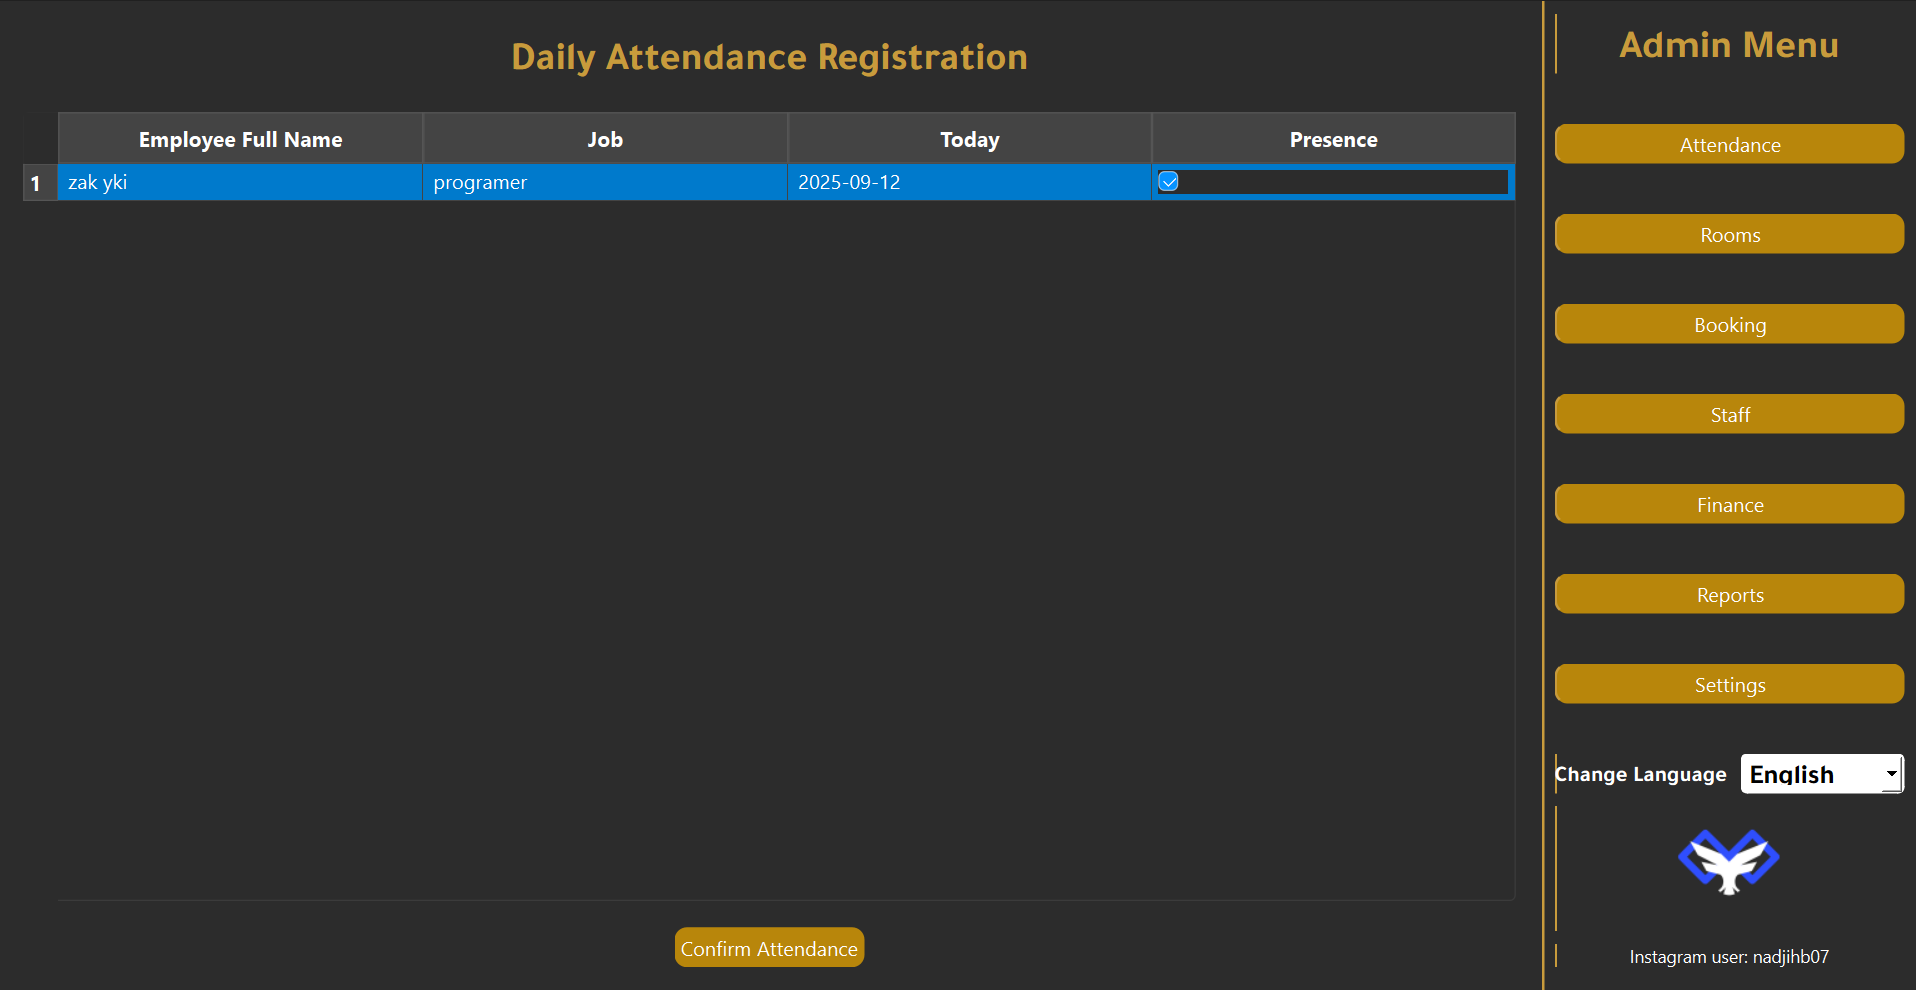 Daily Attendance Registration
Employee Full Name Job Today Presence
1 zak yki programer 2025-09-12
Confirm Attendance
Admin Menu
Attendance
Rooms
Booking
Staff
Finance
Reports
Settings
Change Language English
Instagram user: nadjihb07